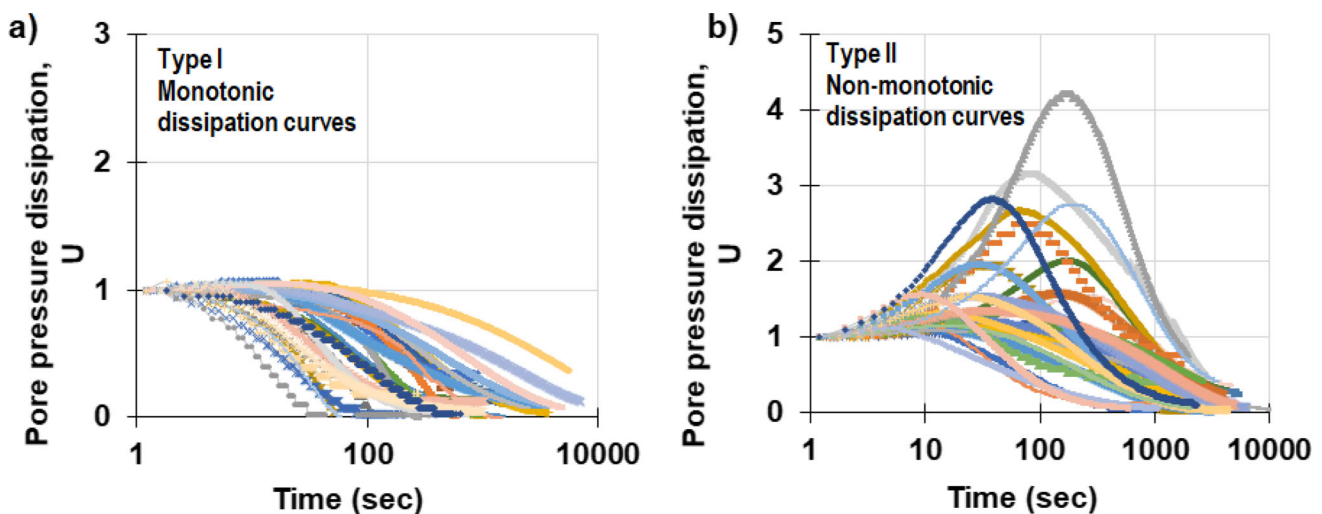 a)
Type I
Monotonic
dissipation curves
Pore pressure dissipation,
U
3
2
1
0
1
100
10000
Time (sec)
b)
Type II
Non-monotonic
dissipation curves
Pore pressure dissipation,
U
5
4
3
2
1
0
1
10
100
1000
10000
Time (sec)